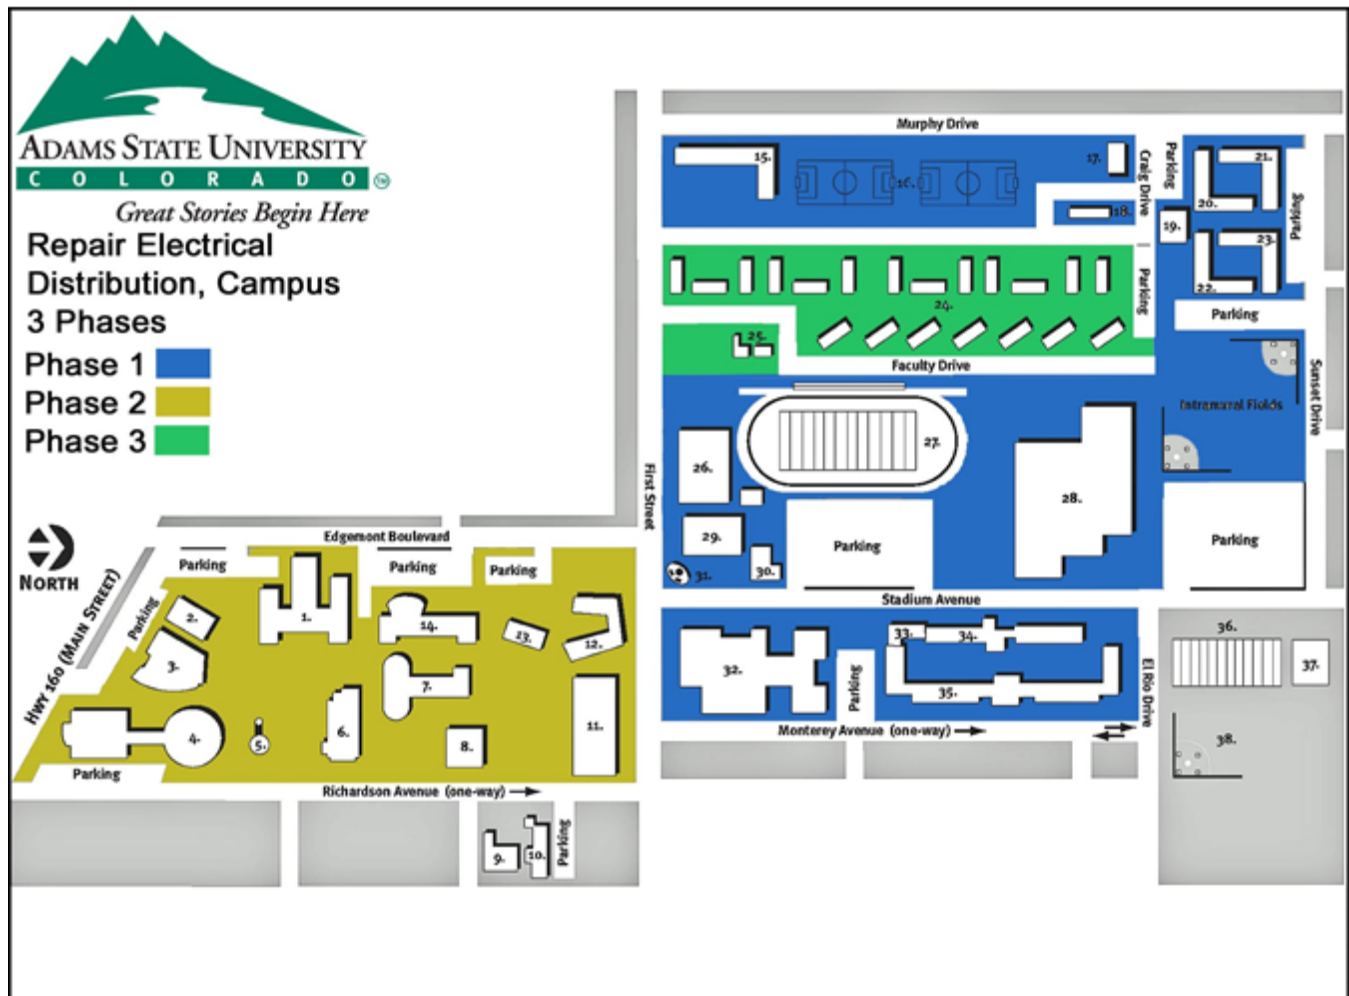 ADAMS STATE UNIVERSITY
COLORADO
Great Stories Begin Here
Repair Electrical
Distribution, Campus
3 Phases
Phase 1
Phase 2
Phase 3
NORTH
Murphy Drive
15.
16.
17.
18.
Craig Drive
Parking
19.
20.
21.
22.
23.
Parking
Parking
Parking
24.
25.
Faculty Drive
Sunset Drive
Intramural Fields
26.
27.
28.
First Street
29.
30.
31.
Parking
Parking
Stadium Avenue
Edgemont Boulevard
Parking
Parking
Parking
Parking
Hwy 160 (Main Street)
1.
2.
3.
4.
5.
6.
7.
8.
11.
12.
13.
14.
Parking
Richardson Avenue (one-way)
9.
10.
Parking
32.
33.
34.
35.
Parking
El Rio Drive
Monterey Avenue (one-way)
36.
37.
38.